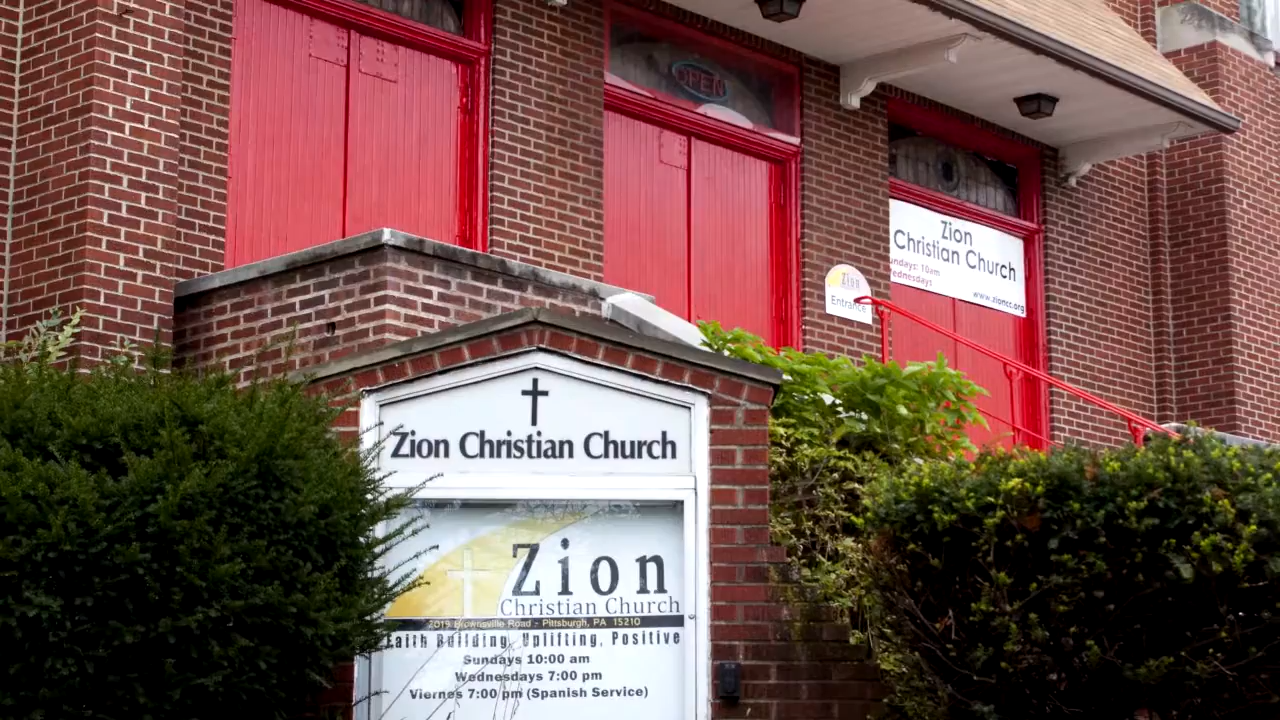 OPEN
Zion
Christian Church
undays: 10am
ednesdays
www.zioncc.org
Zion
Entrance
Zion Christian Church
Zion
Christian Church
2019 Brownsville Road - Pittsburgh, PA 15210
Faith Building, Uplifting, Positive
Sundays 10:00 am
Wednesdays 7:00 pm
Viernes 7:00 pm (Spanish Service)